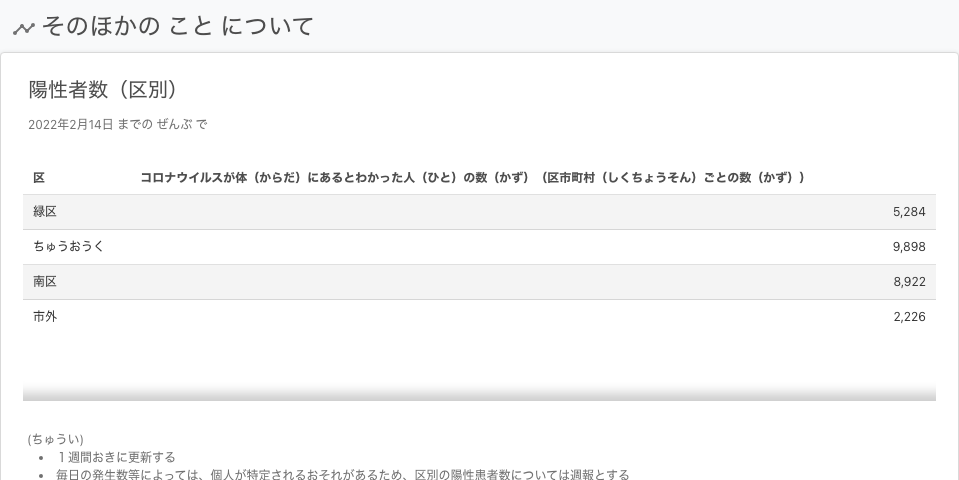 そのほかの こと について
陽性者数（区別）
2022年2月14日 までの ぜんぶ で
区 コロナウイルスが体（からだ）にあるとわかった人（ひと）の数（かず）（区市町村（しくちょうそん）ごとの数（かず））
緑区 5,284
ちゅうおうく 9,898
南区 8,922
市外 2,226
(ちゅうい)
• １週間おきに更新する
• 毎日の発生数等によっては、個人が特定されるおそれがあるため、区別の陽性患者数については週報とする